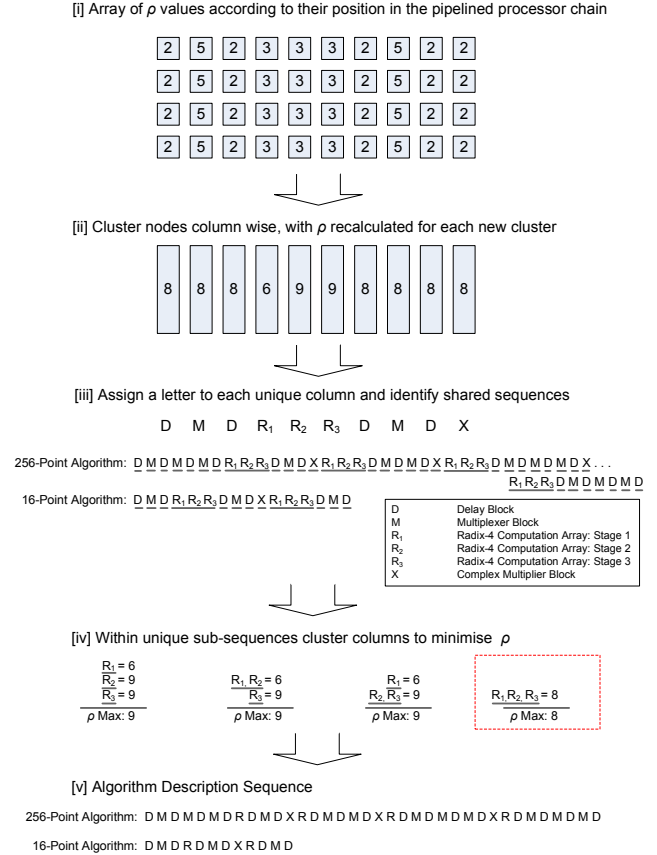 [i] Array of ρ values according to their position in the pipelined processor chain
2 5 2 3 3 3 2 5 2 2
2 5 2 3 3 3 2 5 2 2
2 5 2 3 3 3 2 5 2 2
2 5 2 3 3 3 2 5 2 2
[ii] Cluster nodes column wise, with ρ recalculated for each new cluster
8 8 8 6 9 9 8 8 8 8
[iii] Assign a letter to each unique column and identify shared sequences
D M D R1 R2 R3 D M D X
256-Point Algorithm: D M D M D M D R1 R2 R3 D M D X R1 R2 R3 D M D M D X R1 R2 R3 D M D M D M D X . . .
R1 R2 R3 D M D M D M D
16-Point Algorithm: D M D R1 R2 R3 D M D X R1 R2 R3 D M D
D Delay Block
M Multiplexer Block
R1 Radix-4 Computation Array: Stage 1
R2 Radix-4 Computation Array: Stage 2
R3 Radix-4 Computation Array: Stage 3
X Complex Multiplier Block
[iv] Within unique sub-sequences cluster columns to minimise ρ
R1 = 6
R2 = 9
R3 = 9
ρ Max: 9
R1, R2 = 6
R3 = 9
ρ Max: 9
R1 = 6
R2, R3 = 9
ρ Max: 9
R1, R2, R3 = 8
ρ Max: 8
[v] Algorithm Description Sequence
256-Point Algorithm: D M D M D M D R D M D X R D M D M D X R D M D M D M D X R D M D M D M D
16-Point Algorithm: D M D R D M D X R D M D